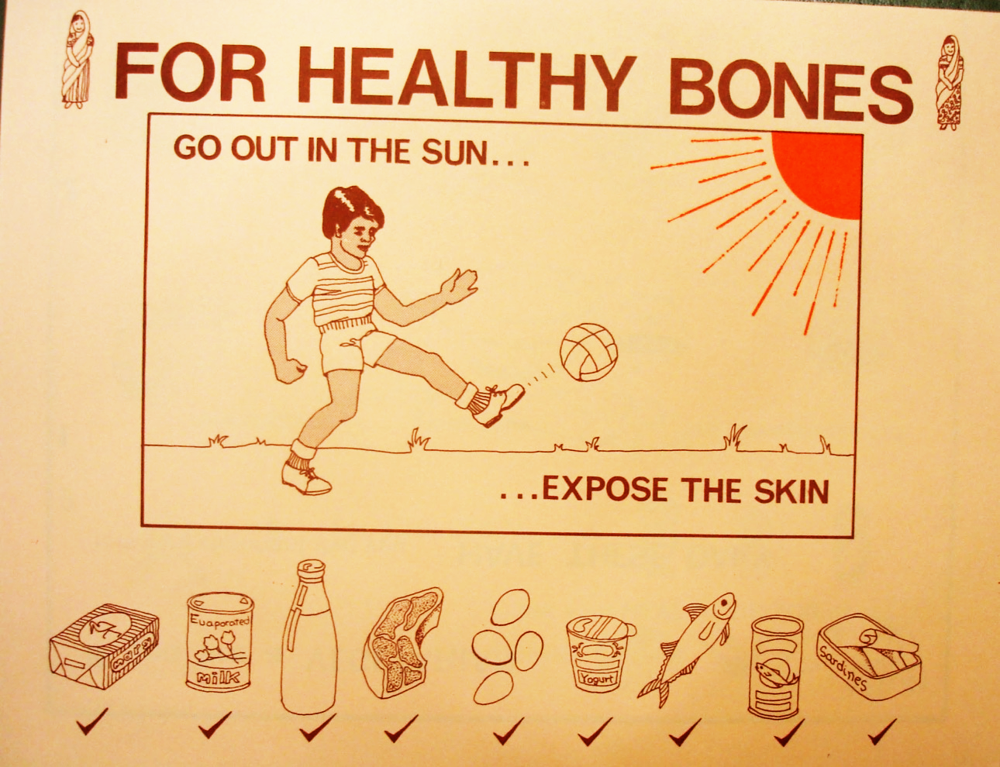 FOR HEALTHY BONES
GO OUT IN THE SUN...
...EXPOSE THE SKIN
Evaporated
milk
Yogurt
Sardines